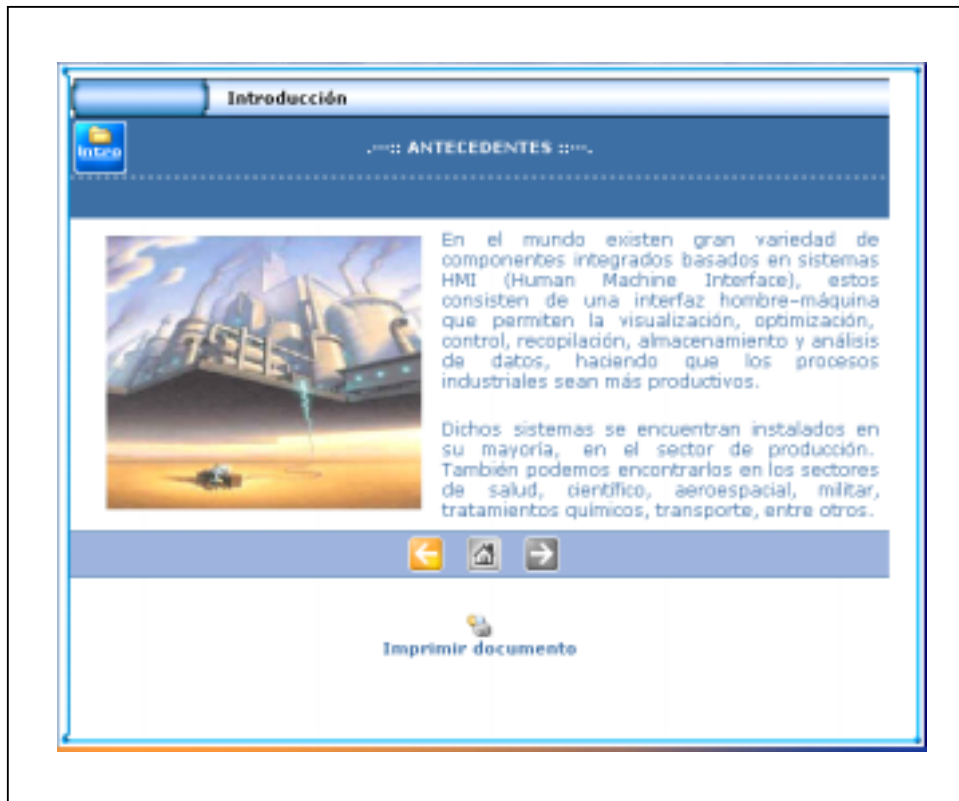 Introducción
Intro
.---:: ANTECEDENTES ::---.
En el mundo existen gran variedad de
componentes integrados basados en sistemas
HMI (Human Machine Interface), estos
consisten de una interfaz hombre-máquina
que permiten la visualización, optimización,
control, recopilación, almacenamiento y análisis
de datos, haciendo que los procesos
industriales sean más productivos.
Dichos sistemas se encuentran instalados en
su mayoría, en el sector de producción.
También podemos encontrarlos en los sectores
de salud, científico, aeroespacial, militar,
tratamientos químicos, transporte, entre otros.
Imprimir documento